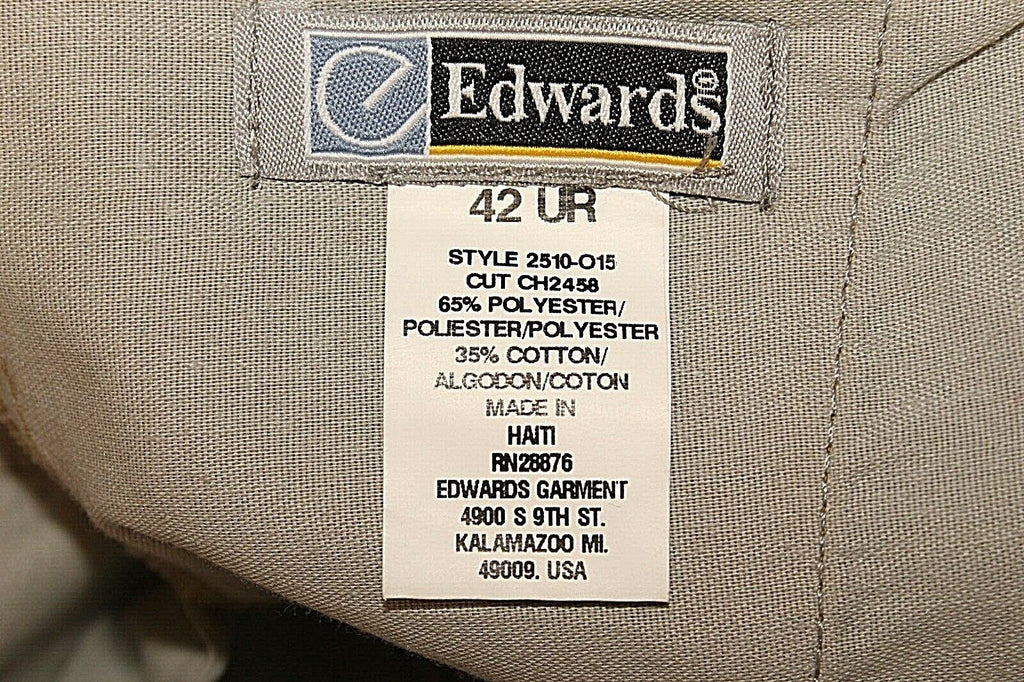 Edwards
42 UR
STYLE 2510-O15
CUT CH2458
65% POLYESTER/
POLIESTER/POLYESTER
35% COTTON/
ALGODON/COTON
MADE IN
HAITI
RN28876
EDWARDS GARMENT
4900 S 9TH ST.
KALAMAZOO MI.
49009. USA